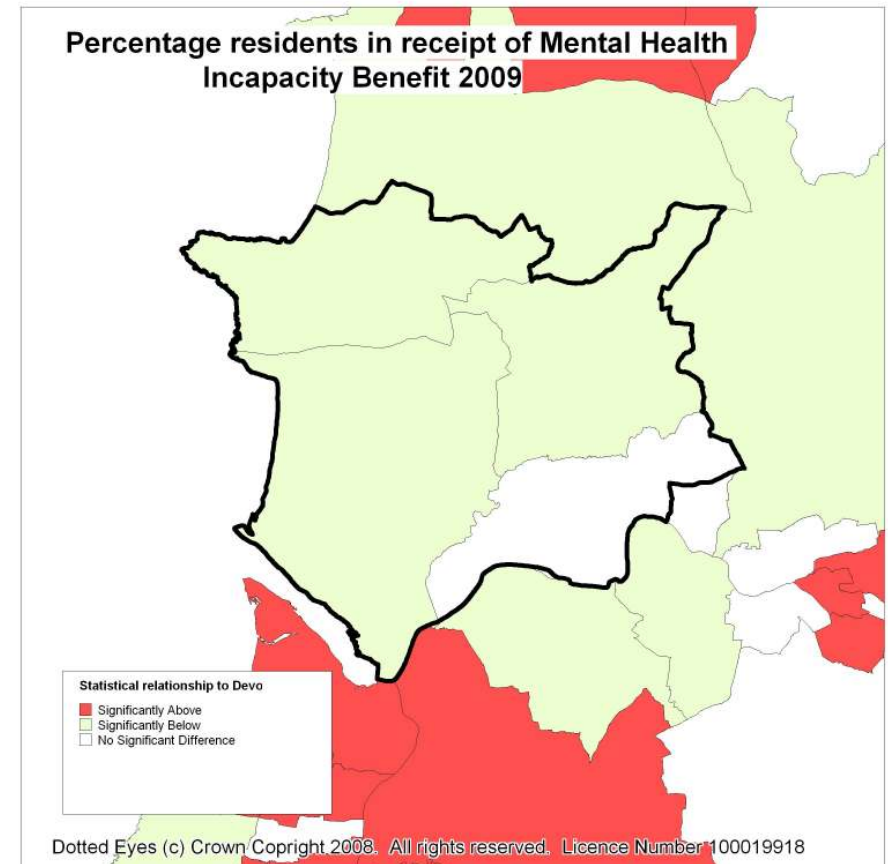 Percentage residents in receipt of Mental Health
Incapacity Benefit 2009
Statistical relationship to Devo
Significantly Above
Significantly Below
No Significant Difference
Dotted Eyes (c) Crown Copright 2008. All rights reserved. Licence Number 100019918